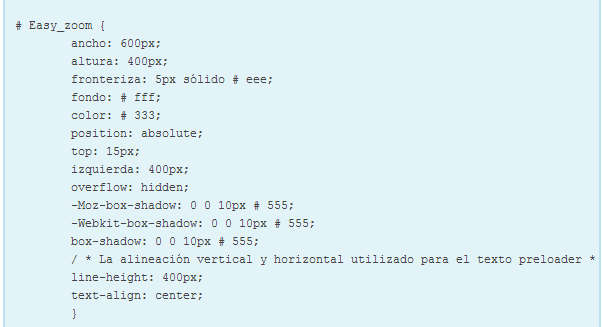 # Easy_zoom {
ancho: 600px;
altura: 400px;
fronteriza: 5px sólido # eee;
fondo: # fff;
color: # 333;
position: absolute;
top: 15px;
izquierda: 400px;
overflow: hidden;
-Moz-box-shadow: 0 0 10px # 555;
-Webkit-box-shadow: 0 0 10px # 555;
box-shadow: 0 0 10px # 555;
/ * La alineación vertical y horizontal utilizado para el texto preloader *
line-height: 400px;
text-align: center;
}